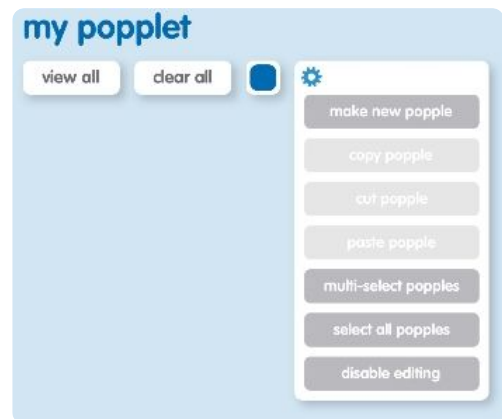 my popplet
view all clear all
make new popple
copy popple
cut popple
paste popple
multi-select popples
select all popples
disable editing